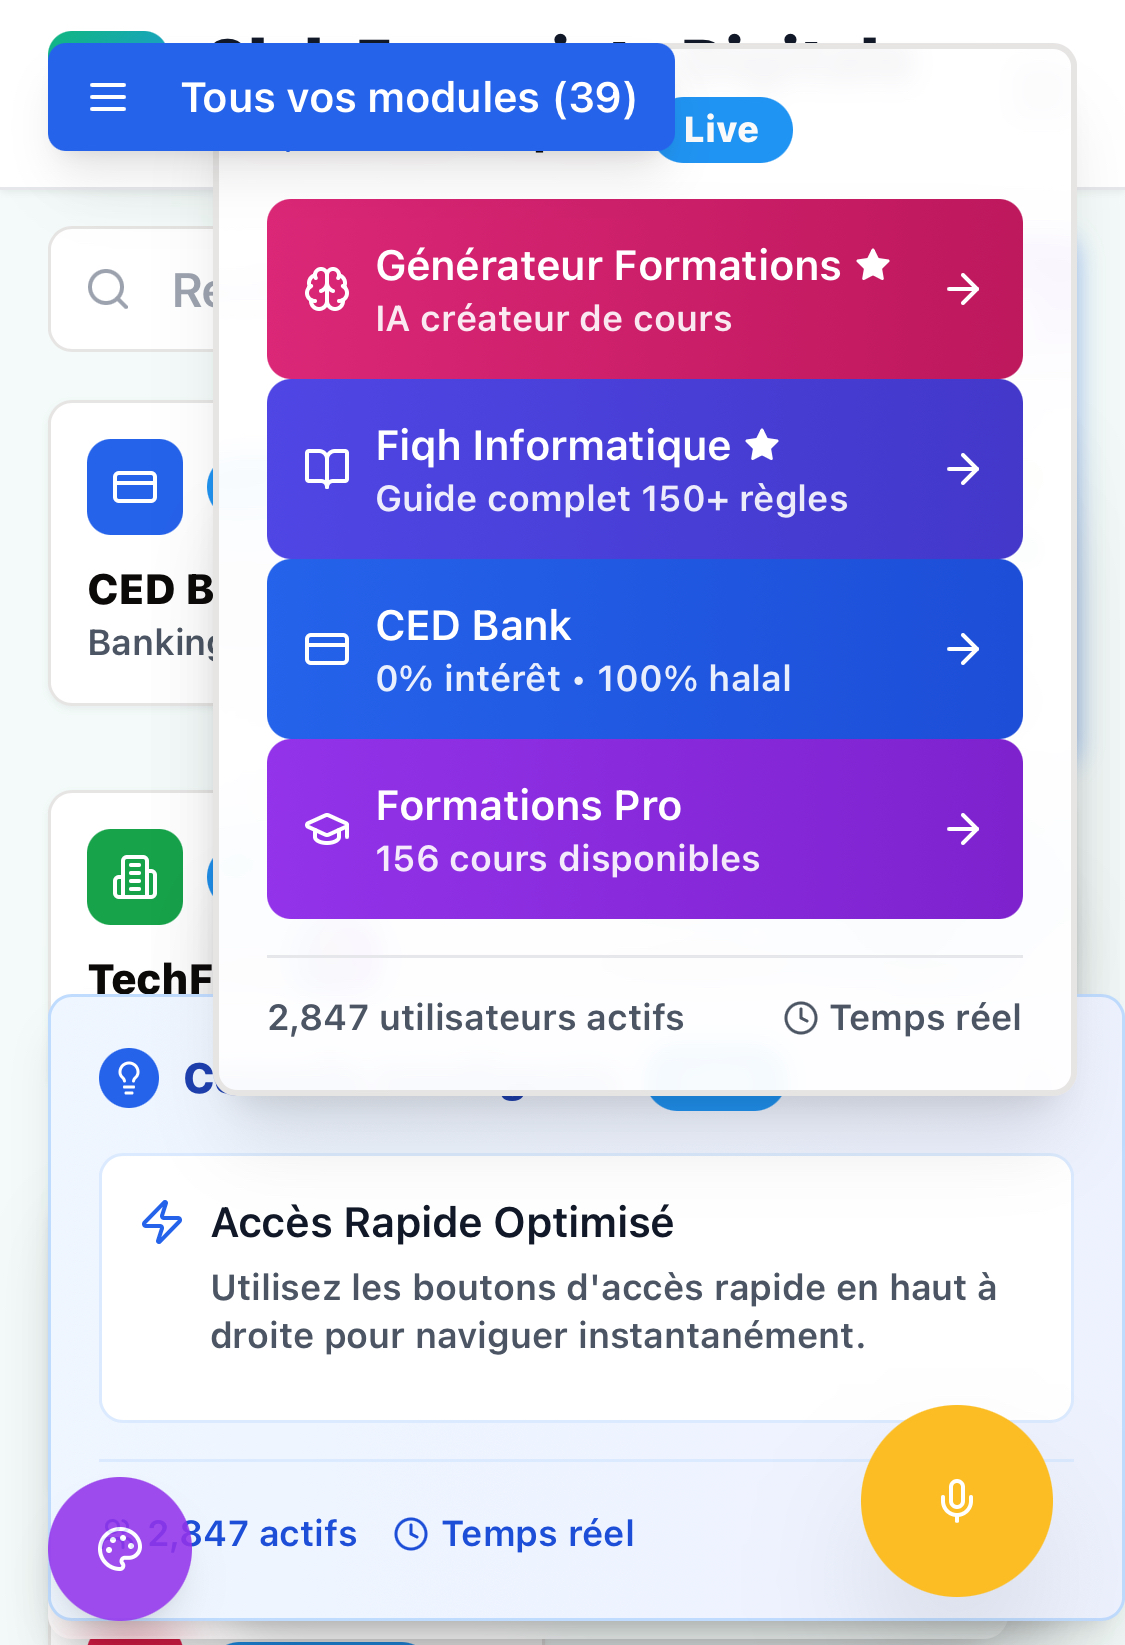 Tous vos modules (39)
Live
Générateur Formations
IA créateur de cours
Fiqh Informatique
Guide complet 150+ règles
CED Bank
0% intérêt • 100% halal
Formations Pro
156 cours disponibles
2,847 utilisateurs actifs
Temps réel
Re
CED B
Banking
TechF
Accès Rapide Optimisé
Utilisez les boutons d'accès rapide en haut à
droite pour naviguer instantanément.
2,847 actifs
Temps réel